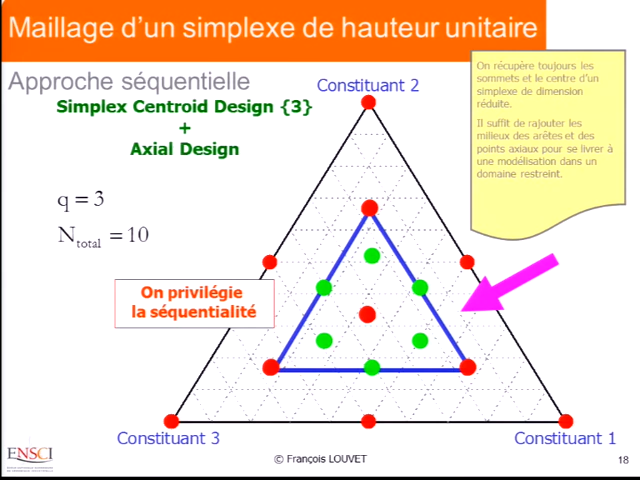 Maillage d'un simplexe de hauteur unitaire
Approche séquentielle
Simplex Centroid Design {3}
+
Axial Design
q = 3
N total = 10
On privilégie
la séquentialité
Constituant 2
On récupère toujours les
sommets et le centre d'un
simplexe de dimension
réduite.
Il suffit de rajouter les
milieux des arêtes et des
points axiaux pour se livrer à
une modélisation dans un
domaine restreint.
Constituant 3
Constituant 1
ENSCI
© François LOUVET
18